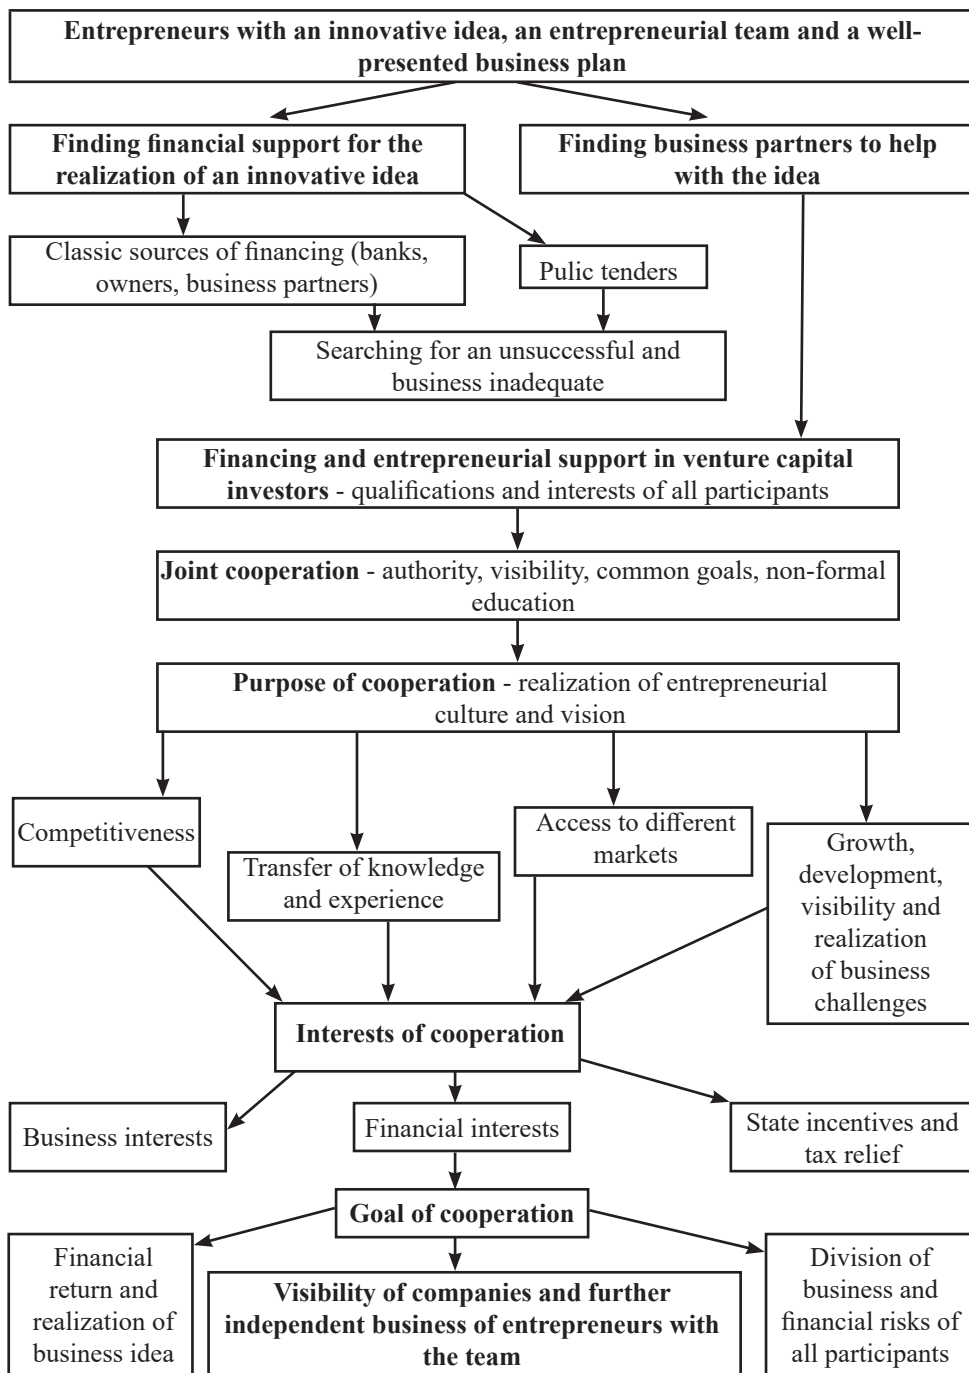 Entrepreneurs with an innovative idea, an entrepreneurial team and a well-
presented business plan
Finding financial support for the
realization of an innovative idea
Finding business partners to help
with the idea
Classic sources of financing (banks,
owners, business partners)
Pulic tenders
Searching for an unsuccessful and
business inadequate
Financing and entrepreneurial support in venture capital
investors - qualifications and interests of all participants
Joint cooperation - authority, visibility, common goals, non-formal
education
Purpose of cooperation - realization of entrepreneurial
culture and vision
Competitiveness
Transfer of knowledge
and experience
Access to different
markets
Growth,
development,
visibility and
realization
of business
challenges
Interests of cooperation
Business interests
Financial interests
State incentives and
tax relief
Goal of cooperation
Financial
return and
realization of
business idea
Visibility of companies and further
independent business of entrepreneurs with
the team
Division of
business and
financial risks of
all participants